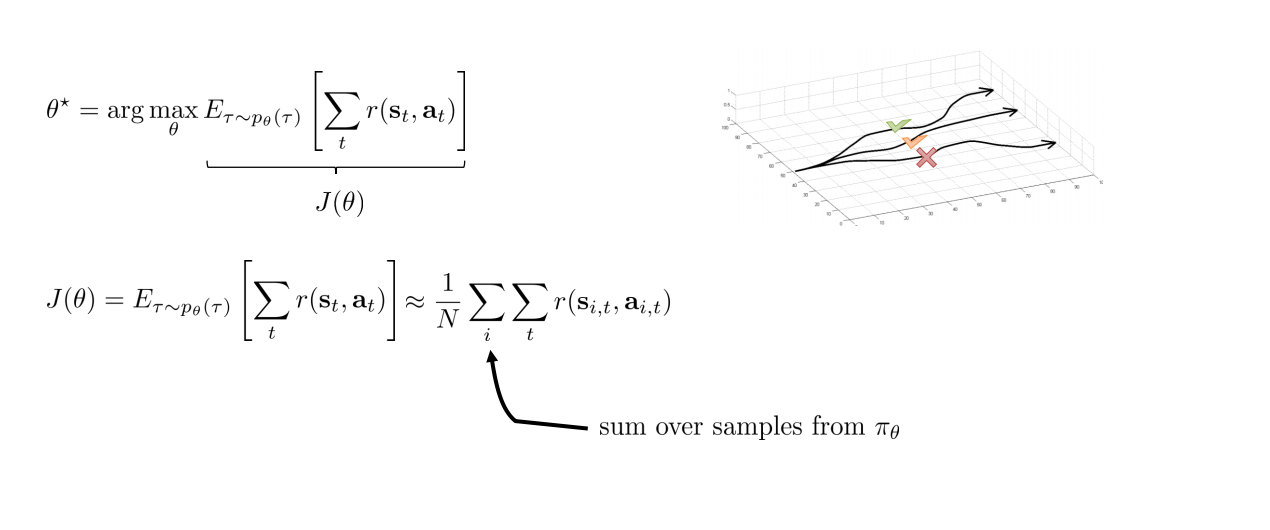 θ⋆ = arg max_θ E_{τ∼p_θ(τ)} [ ∑_t r(s_t, a_t) ]
J(θ)
J(θ) = E_{τ∼p_θ(τ)} [ ∑_t r(s_t, a_t) ] ≈ 1/N ∑_i ∑_t r(s_{i,t}, a_{i,t})
sum over samples from π_θ